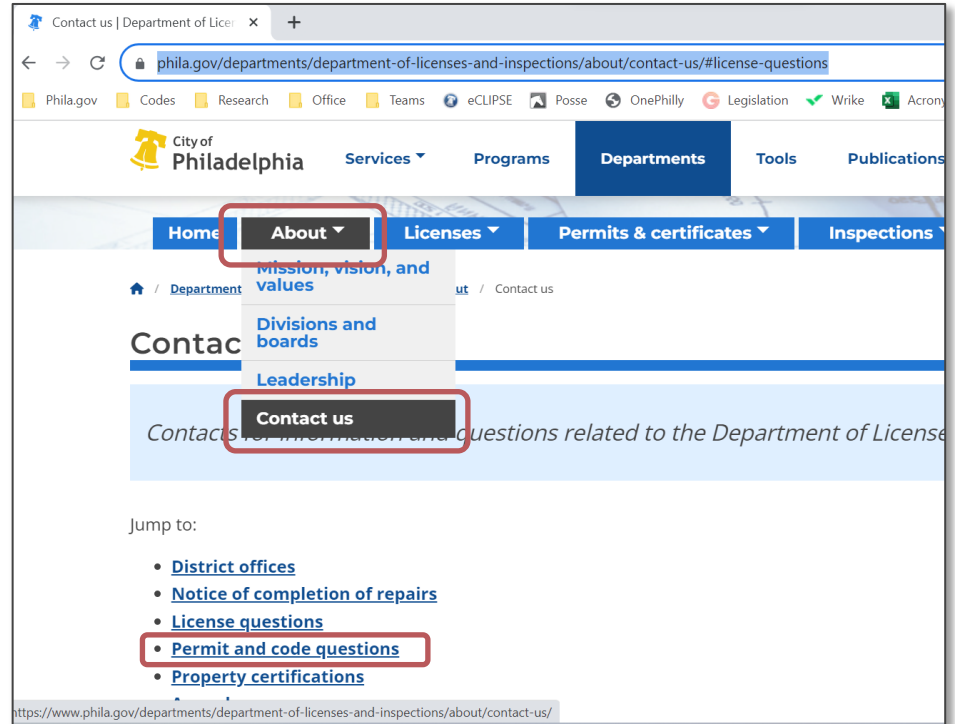 Contact us | Department of Licen
phila.gov/departments/department-of-licenses-and-inspections/about/contact-us/#license-questions
Phila.gov Codes Research Office Teams eCLIPSE Posse OnePhilly Legislation Wrike Acrony
City of
Philadelphia Services Programs Departments Tools Publications
Home About Licenses Permits & certificates Inspections
Mission, vision, and
values
/ Department ut / Contact us
Divisions and
boards
Contac
Leadership
Contact us
Contacts for information and questions related to the Department of License
Jump to:
• District offices
• Notice of completion of repairs
• License questions
• Permit and code questions
• Property certifications
https://www.phila.gov/departments/department-of-licenses-and-inspections/about/contact-us/